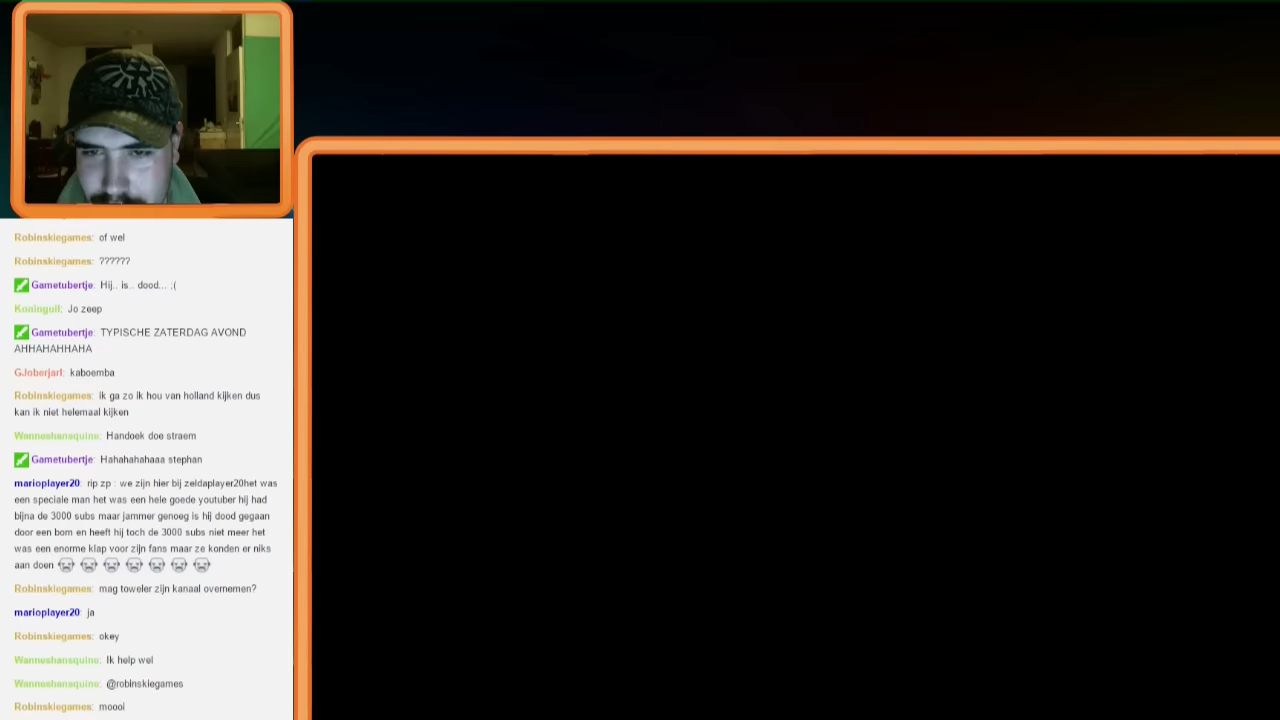 Robinskiegames: of wel
Robinskiegames: ??????
Gametubertje: Hij.. is.. dood... ;(
Koningull: Jo zeep
Gametubertje: TYPISCHE ZATERDAG AVOND
AHHAHAHHAHA
GJoberjarl: kaboemba
Robinskiegames: ik ga zo ik hou van holland kijken dus
kan ik niet helemaal kijken
Wanneshansquine: Handoek doe straem
Gametubertje: Hahahahahaaa stephan
marioplayer20: rip zp : we zijn hier bij zeldaplayer20het was
een speciale man het was een hele goede youtuber hij had
bijna de 3000 subs maar jammer genoeg is hij dood gegaan
door een bom en heeft hij toch de 3000 subs niet meer het
was een enorme klap voor zijn fans maar ze konden er niks
aan doen
Robinskiegames: mag toweler zijn kanaal overnemen?
marioplayer20: ja
Robinskiegames: okey
Wanneshansquine: Ik help wel
Wanneshansquine: @robinskiegames
Robinskiegames: moooi